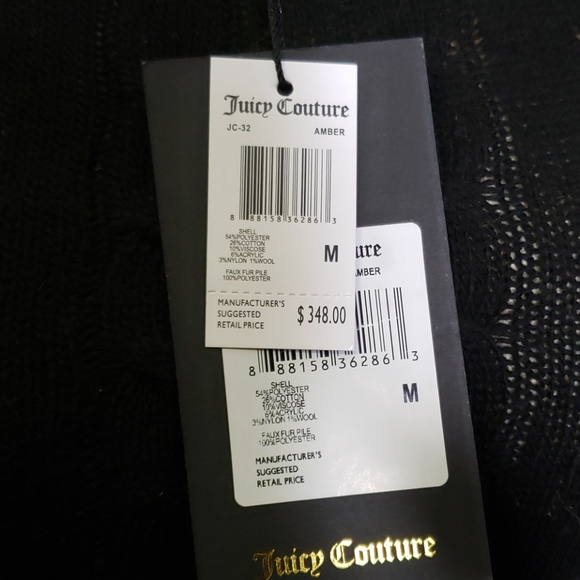 Juicy Couture
JC-32 AMBER
8 88158 36286 3
SHELL
54%POLYESTER
26%COTTON
10%VISCOSE
6%ACRYLIC
3%NYLON 1%WOOL
M
FAUX FUR PILE
100%POLYESTER
MANUFACTURER'S
SUGGESTED
RETAIL PRICE
$348.00
ure
AMBER
8 88158 36286 3
SHELL
54%POLYESTER
26%COTTON
10%VISCOSE
6%ACRYLIC
3%NYLON 1%WOOL
M
FAUX FUR PILE
100%POLYESTER
MANUFACTURER'S
SUGGESTED
RETAIL PRICE
Juicy Couture